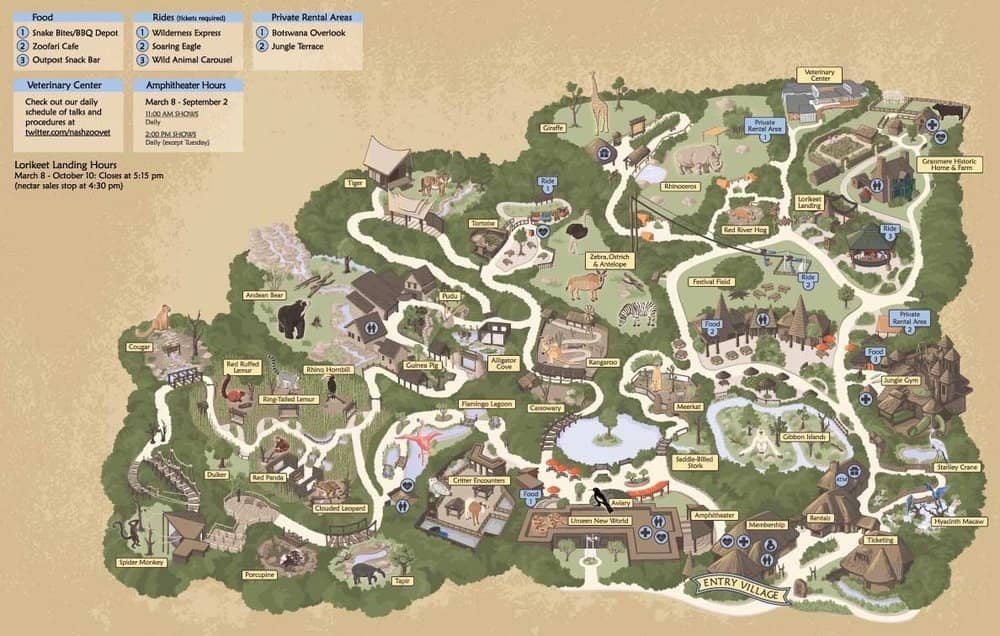 Food
1 Snake Bites/BBQ Depot
2 Zoofari Cafe
3 Outpost Snack Bar
Rides (tickets required)
1 Wilderness Express
2 Soaring Eagle
3 Wild Animal Carousel
Private Rental Areas
1 Botswana Overlook
2 Jungle Terrace
Veterinary Center
Check out our daily
schedule of talks and
procedures at
twitter.com/nashzoovet
Amphitheater Hours
March 8 - September 2
11:00 AM SHOWS
Daily
2:00 PM SHOWS
Daily (except Tuesday)
Lorikeet Landing Hours
March 8 - October 10: Closes at 5:15 pm
(nectar sales stop at 4:30 pm)
Veterinary
Center
Giraffe
Private
Rental Area
1
Grassmere Historic
Home & Farm
Tiger
Ride
1
Rhinoceros
Lorikeet
Landing
Tortoise
Red River Hog
Ride
3
Zebra, Ostrich
& Antelope
Festival Field
Ride
2
Andean Bear
Pudu
Private
Rental Area
2
Food
2
Cougar
Food
3
Red Ruffed
Lemur
Rhino Hornbill
Guinea Pig
Alligator
Cove
Kangaroo
Jungle Gym
Ring-Tailed Lemur
Flamingo Lagoon
Cassowary
Meerkat
Gibbon Islands
Saddle-Billed
Stork
Stanley Crane
Duiker
Red Panda
Critter Encounters
ATM
Clouded Leopard
Food
1
Aviary
Unseen New World
Amphitheater
Membership
Rentals
Hyacinth Macaw
Ticketing
Spider Monkey
Porcupine
Tapir
ENTRY VILLAGE